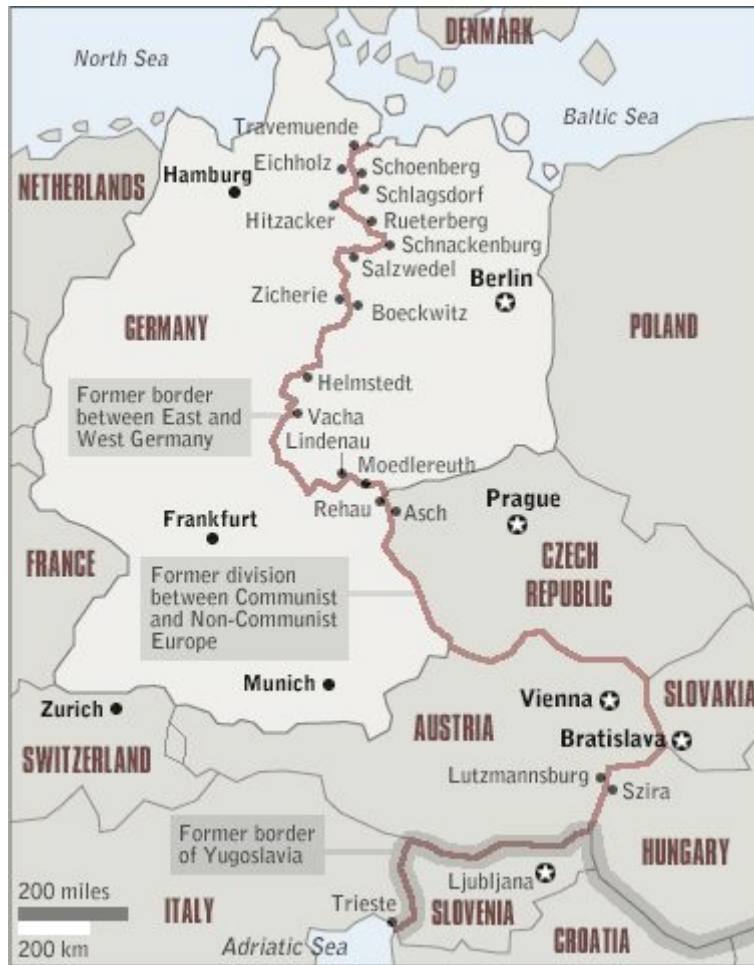 DENMARK
North Sea
Baltic Sea
Travemuende
Eichholz
Schoenberg
NETHERLANDS
Hamburg
Schlagsdorf
Hitzacker
Rueterberg
Schnackenburg
Salzwedel
Berlin
Zicherie
Boeckwitz
GERMANY
POLAND
Helmstedt
Former border
between East and
West Germany
Vacha
Lindenau
Moedlereuth
Rehau
Asch
Prague
Frankfurt
FRANCE
CZECH
REPUBLIC
Former division
between Communist
and Non-Communist
Europe
Munich
Zurich
Vienna
SLOVAKIA
AUSTRIA
Bratislava
SWITZERLAND
Lutzmannsburg
Szira
Former border
of Yugoslavia
HUNGARY
Ljubljana
200 miles
200 km
ITALY
Trieste
SLOVENIA
Adriatic Sea
CROATIA